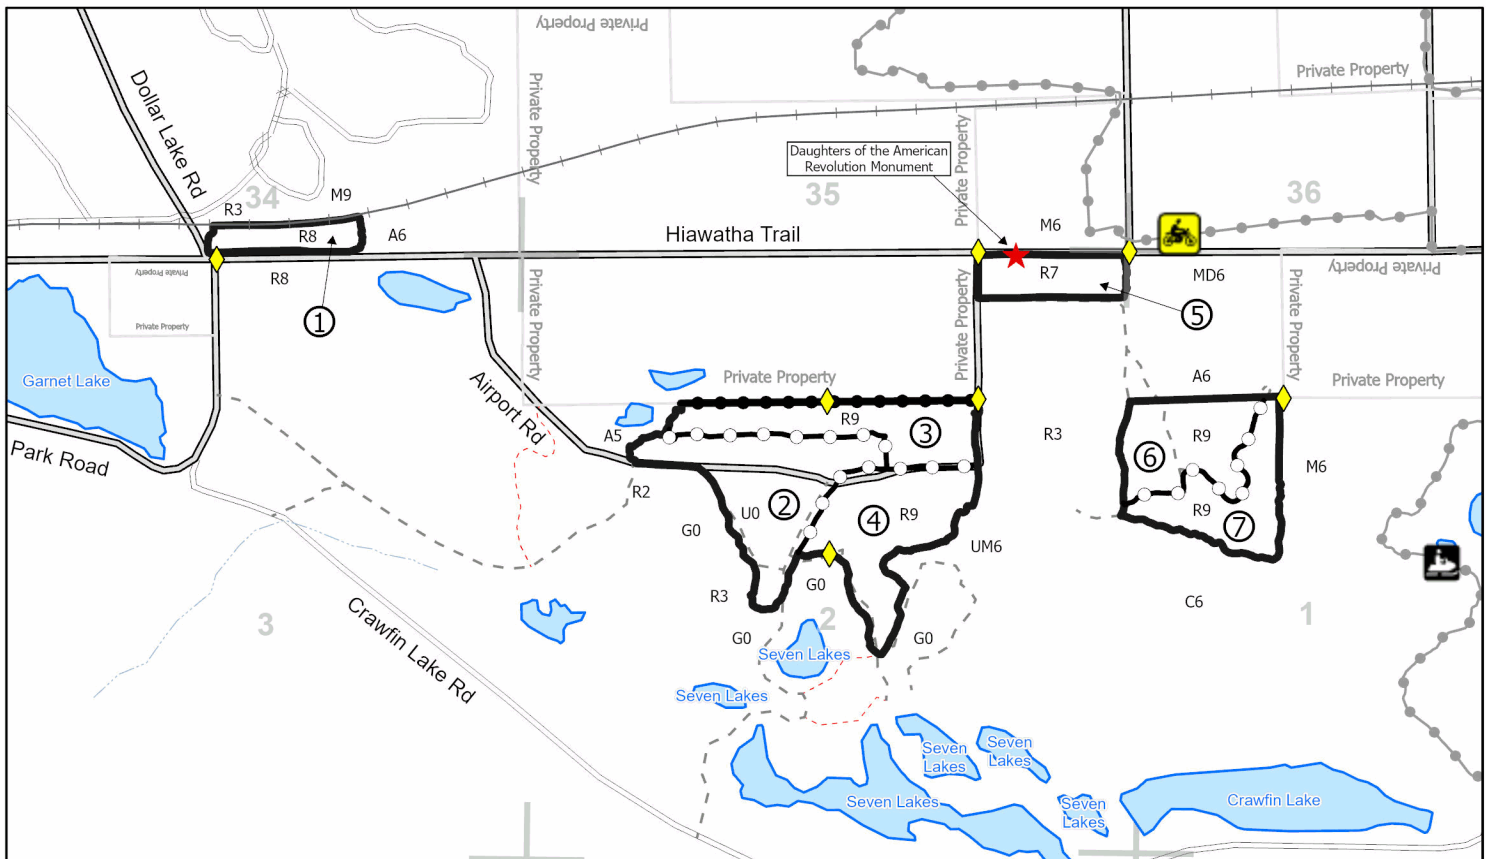 Private Property
Private Property
Dollar Lake Rd
Private Property
Private Property
Daughters of the American
Revolution Monument
34
M9
R3
35
36
R8
A6
Hiawatha Trail
M6
Private Property
Private Property
R8
R7
MD6
Private Property
Private Property
Private Property
Private Property
Private Property
1
5
Garnet Lake
Airport Rd
Private Property
A6
Private Property
Park Road
A5
R9
3
R3
R9
6
M6
R2
U0
2
4
R9
R9
7
G0
UM6
R3
G0
C6
3
2
1
G0
G0
Crawfin Lake Rd
Seven Lakes
Seven Lakes
Seven
Lakes
Seven
Lakes
Seven Lakes
Seven
Lakes
Crawfin Lake